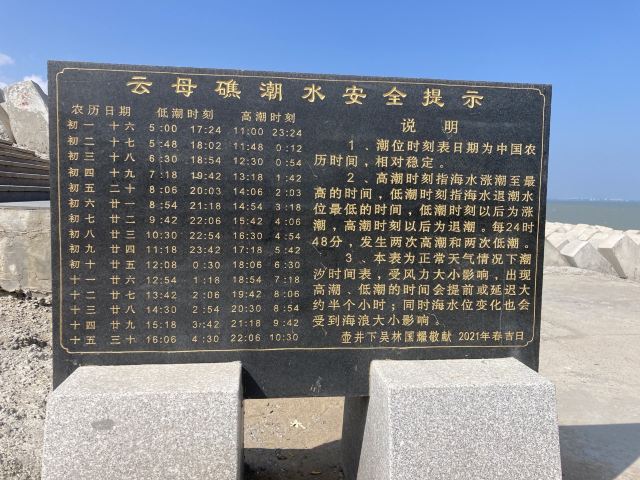 云母礁潮水安全提示
农历日期 低潮时刻 高潮时刻
初一 十六 5:00 17:24 11:00 23:24
初二 十七 5:48 18:02 11:48 0:12
初三 十八 6:30 18:54 12:30 0:54
初四 十九 7:18 19:42 13:18 1:42
初五 二十 8:06 20:03 14:06 2:03
初六 廿一 8:54 21:18 14:54 3:18
初七 廿二 9:42 22:06 15:42 4:06
初八 廿三 10:30 22:54 16:30 4:54
初九 廿四 11:18 23:42 17:18 5:42
初十 廿五 12:08 0:30 18:06 6:30
十一 廿六 12:54 1:18 18:54 7:18
十二 廿七 13:42 2:06 19:42 8:06
十三 廿八 14:30 2:54 20:30 8:54
十四 廿九 15:18 3:42 21:18 9:42
十五 三十 16:06 4:30 22:06 10:30
说 明
1、潮位时刻表日期为中国农
历时间，相对稳定。
2、高潮时刻指海水涨潮至最
高的时间，低潮时刻指海水退潮水
位最低的时间，低潮时刻以后为涨
潮，高潮时刻以后为退潮。每24时
48分，发生两次高潮和两次低潮。
3、本表为正常天气情况下潮
汐时间表，受风力大小影响，出现
高潮、低潮的时间会提前或延迟大
约半个小时；同时海水位变化也会
受到海浪大小影响。
壶井下吴林国耀敬献 2021年春吉日